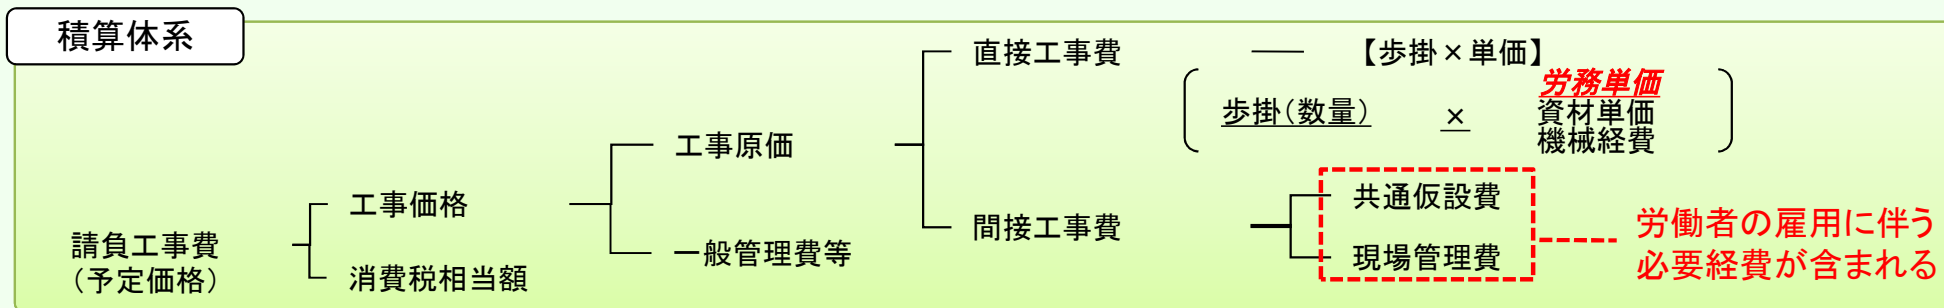 積算体系
直接工事費
【歩掛×単価】
歩掛(数量)
×
労務単価
資材単価
機械経費
工事原価
工事価格
間接工事費
共通仮設費
現場管理費
労働者の雇用に伴う
必要経費が含まれる
請負工事費
(予定価格)
一般管理費等
消費税相当額